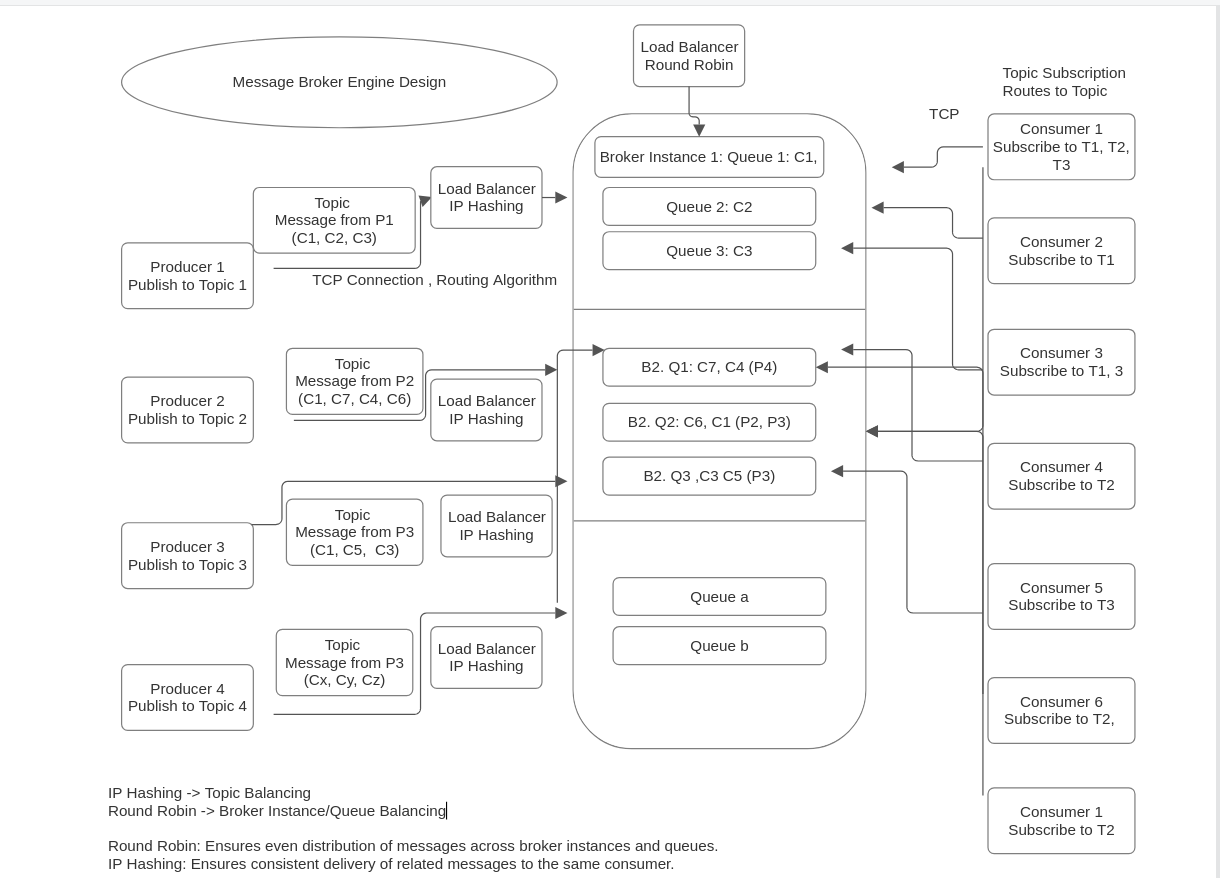 Message Broker Engine Design
Load Balancer
Round Robin
Topic Subscription
Routes to Topic
TCP
Consumer 1
Subscribe to T1, T2,
T3
Broker Instance 1: Queue 1: C1,
Queue 2: C2
Queue 3: C3
Load Balancer
IP Hashing
Topic
Message from P1
(C1, C2, C3)
Producer 1
Publish to Topic 1
TCP Connection , Routing Algorithm
Consumer 2
Subscribe to T1
Consumer 3
Subscribe to T1, 3
Topic
Message from P2
(C1, C7, C4, C6)
Producer 2
Publish to Topic 2
Load Balancer
IP Hashing
B2. Q1: C7, C4 (P4)
B2. Q2: C6, C1 (P2, P3)
B2. Q3 ,C3 C5 (P3)
Consumer 4
Subscribe to T2
Topic
Message from P3
(C1, C5,  C3)
Load Balancer
IP Hashing
Producer 3
Publish to Topic 3
Consumer 5
Subscribe to T3
Queue a
Queue b
Topic
Message from P3
(Cx, Cy, Cz)
Load Balancer
IP Hashing
Producer 4
Publish to Topic 4
Consumer 6
Subscribe to T2,
Consumer 1
Subscribe to T2
IP Hashing -> Topic Balancing
Round Robin -> Broker Instance/Queue Balancing
Round Robin: Ensures even distribution of messages across broker instances and queues.
IP Hashing: Ensures consistent delivery of related messages to the same consumer.